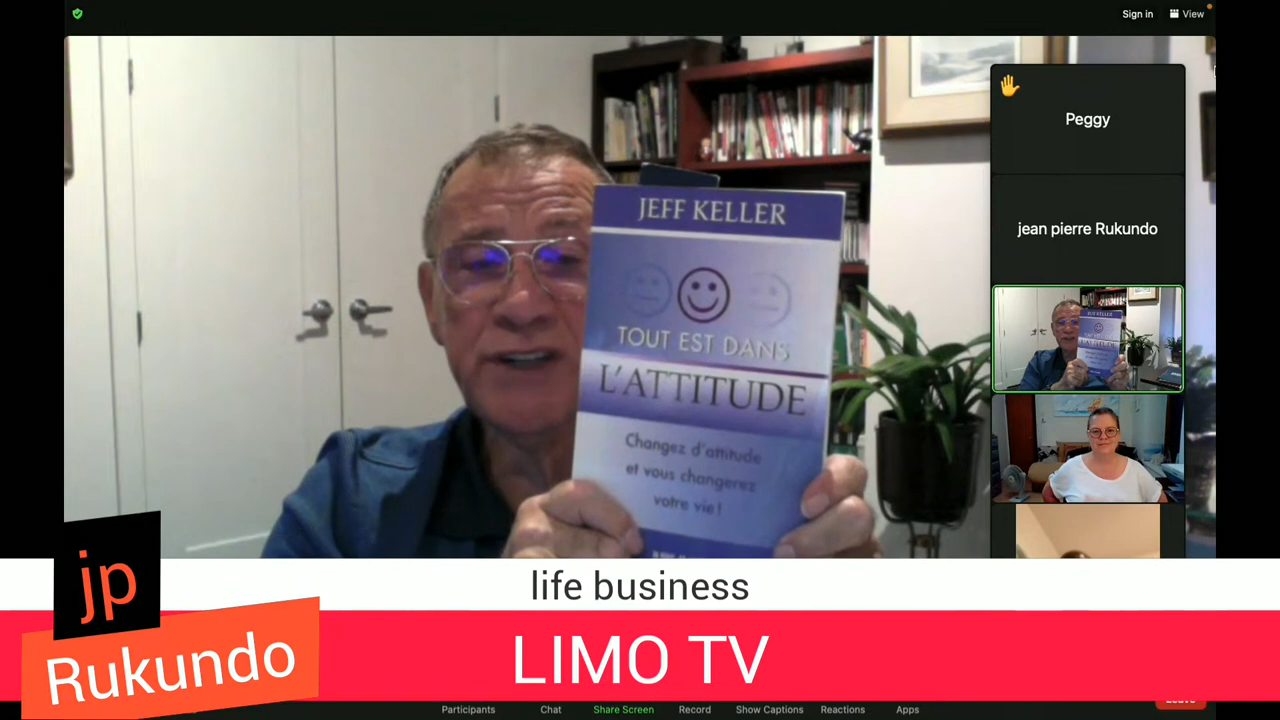 Sign in
View
Peggy
jean pierre Rukundo
JEFF KELLER
TOUT EST DANS
L'ATTITUDE
Changez d'attitude
et vous changerez
votre vie!
life business
LIMO TV
jp
Rukundo
Participants
Chat
Share Screen
Record
Show Captions
Reactions
Apps
Leave